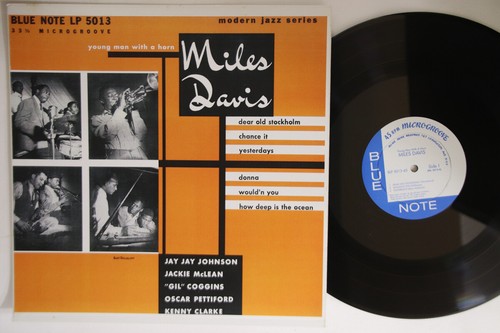 BLUE NOTE LP 5013
modern jazz series
33⅓ MICROGROOVE
young man with a horn
Miles
Davis
dear old stockholm
chance it
yesterdays
donna
would'n you
how deep is the ocean
JAY JAY JOHNSON
JACKIE McLEAN
"GIL" COGGINS
OSCAR PETTIFORD
KENNY CLARKE
MICROGROOVE
MILES DAVIS
Side 1
BLUE
NOTE